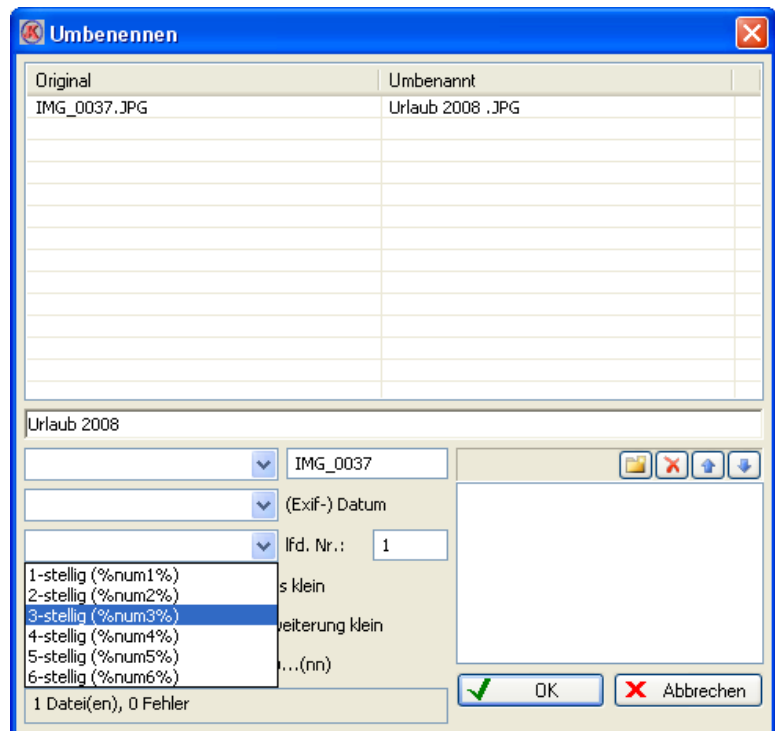 Umbenennen
Original Umbenannt
IMG_0037.JPG Urlaub 2008 .JPG
Urlaub 2008
IMG_0037
(Exif-) Datum
lfd. Nr.: 1
1-stellig (%num1%)
s klein
2-stellig (%num2%)
3-stellig (%num3%)
eiterung klein
4-stellig (%num4%)
5-stellig (%num5%)
...(nn)
6-stellig (%num6%)
1 Datei(en), 0 Fehler
OK Abbrechen